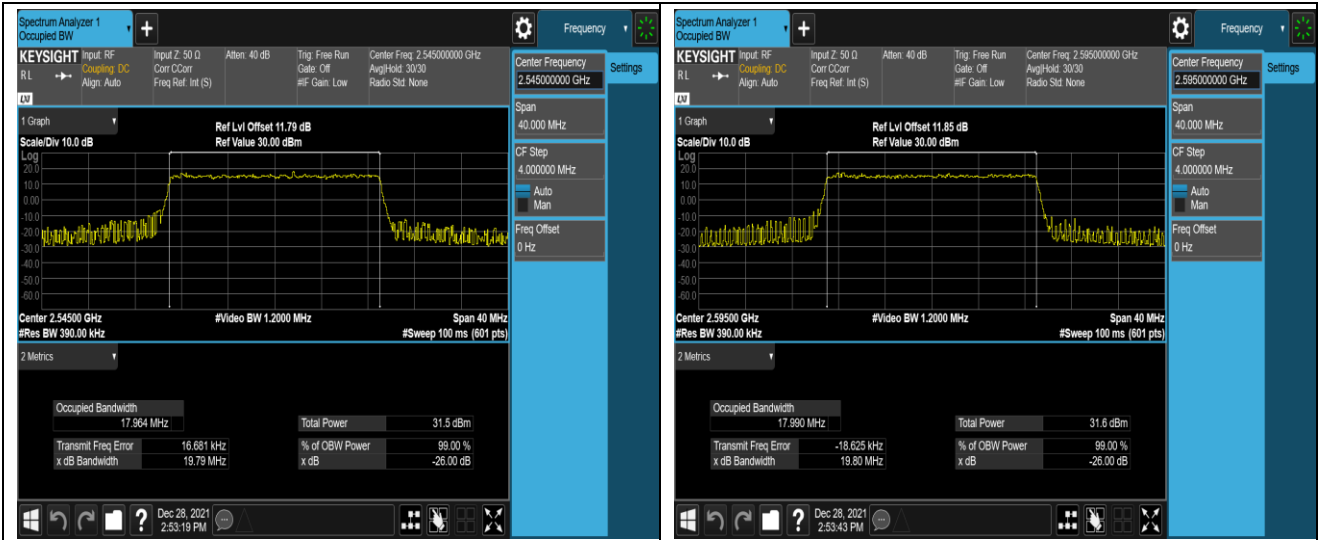 Spectrum Analyzer 1
Occupied BW
+
Frequency
KEYSIGHT Input: RF Input Z: 50 Ω Atten: 40 dB Trig: Free Run Center Freq: 2.545000000 GHz
RL Coupling: DC Corr CCorr Gate: Off Avg|Hold: 30/30
Align: Auto Freq Ref: Int (S) #IF Gain: Low Radio Std: None
LXI
Center Frequency
2.545000000 GHz
Settings
Span
40.000 MHz
CF Step
4.000000 MHz
Auto
Man
Freq Offset
0 Hz
1 Graph
Ref Lvl Offset 11.79 dB
Scale/Div 10.0 dB Ref Value 30.00 dBm
Log
20.0
10.0
0.00
-10.0
-20.0
-30.0
-40.0
-50.0
-60.0
Center 2.54500 GHz #Video BW 1.2000 MHz Span 40 MHz
#Res BW 390.00 kHz #Sweep 100 ms (601 pts)
2 Metrics
Occupied Bandwidth
17.964 MHz Total Power 31.5 dBm
Transmit Freq Error 16.681 kHz % of OBW Power 99.00 %
x dB Bandwidth 19.79 MHz x dB -26.00 dB
?
Dec 28, 2021
2:53:19 PM
Spectrum Analyzer 1
Occupied BW
+
Frequency
KEYSIGHT Input: RF Input Z: 50 Ω Atten: 40 dB Trig: Free Run Center Freq: 2.595000000 GHz
RL Coupling: DC Corr CCorr Gate: Off Avg|Hold: 30/30
Align: Auto Freq Ref: Int (S) #IF Gain: Low Radio Std: None
LXI
Center Frequency
2.595000000 GHz
Settings
Span
40.000 MHz
CF Step
4.000000 MHz
Auto
Man
Freq Offset
0 Hz
1 Graph
Ref Lvl Offset 11.85 dB
Scale/Div 10.0 dB Ref Value 30.00 dBm
Log
20.0
10.0
0.00
-10.0
-20.0
-30.0
-40.0
-50.0
-60.0
Center 2.59500 GHz #Video BW 1.2000 MHz Span 40 MHz
#Res BW 390.00 kHz #Sweep 100 ms (601 pts)
2 Metrics
Occupied Bandwidth
17.990 MHz Total Power 31.6 dBm
Transmit Freq Error -18.625 kHz % of OBW Power 99.00 %
x dB Bandwidth 19.80 MHz x dB -26.00 dB
?
Dec 28, 2021
2:53:43 PM